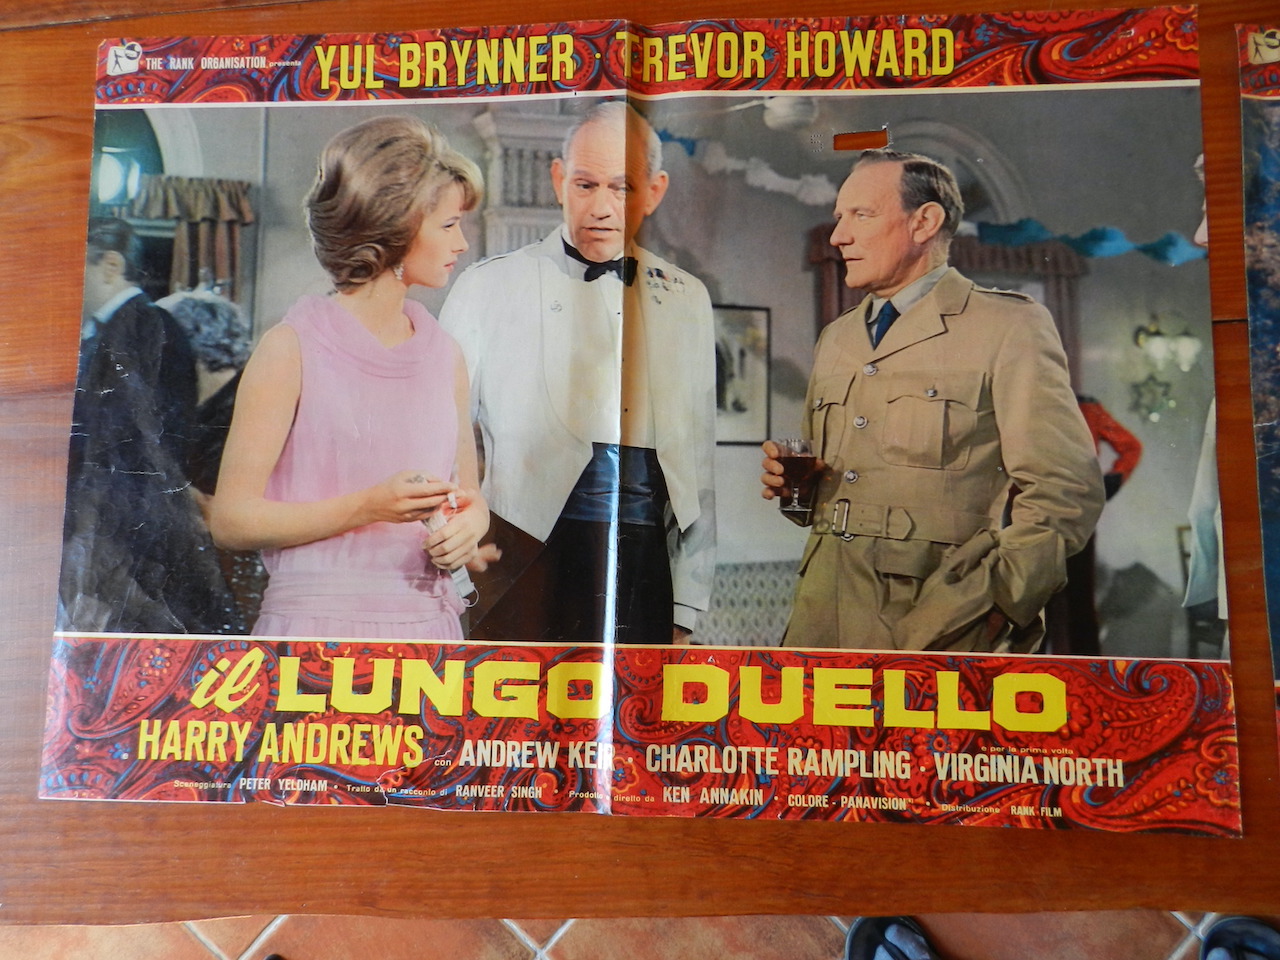 THE RANK ORGANISATION presenta YUL BRYNNER · TREVOR HOWARD
il LUNGO DUELLO
e HARRY ANDREWS con ANDREW KEIR · CHARLOTTE RAMPLING · e per la prima volta VIRGINIA NORTH
Sceneggiatura PETER YELDHAM · Tratto da un racconto di RANVEER SINGH · Prodotto diretto da KEN ANNAKIN · COLORE - PANAVISION · Distribuzione RANK FILM